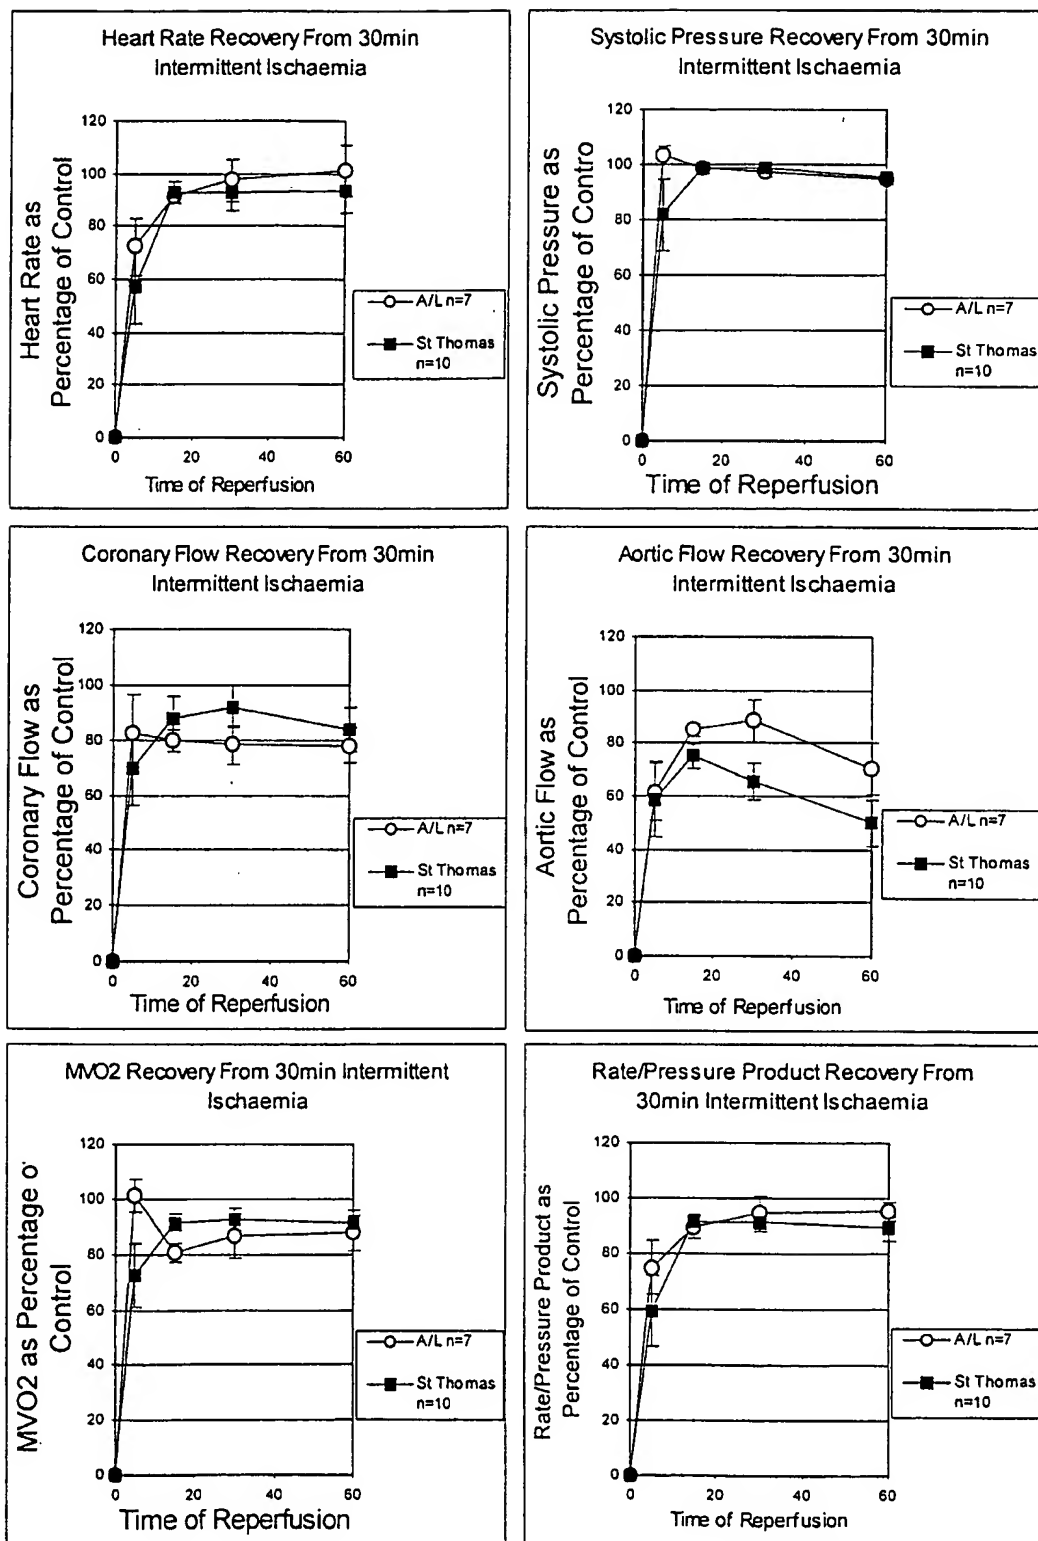 Heart Rate Recovery From 30min
Intermittent Ischaemia
Heart Rate as
Percentage of Control
120
100
80
60
40
20
0
0 20 40 60
Time of Reperfusion
A/L n=7
St Thomas
n=10
Systolic Pressure Recovery From 30min
Intermittent Ischaemia
Systolic Pressure as
Percentage of Contro
120
100
80
60
40
20
0
0 20 40 60
Time of Reperfusion
A/L n=7
St Thomas
n=10
Coronary Flow Recovery From 30min
Intermittent Ischaemia
Coronary Flow as
Percentage of Control
120
100
80
60
40
20
0
0 20 40 60
Time of Reperfusion
A/L n=7
St Thomas
n=10
Aortic Flow Recovery From 30min
Intermittent Ischaemia
Aortic Flow as
Percentage of Control
120
100
80
60
40
20
0
0 20 40 60
Time of Reperfusion
A/L n=7
St Thomas
n=10
MVO2 Recovery From 30min Intermittent
Ischaemia
MVO2 as Percentage o
Control
120
100
80
60
40
20
0
0 20 40 60
Time of Reperfusion
A/L n=7
St Thomas
n=10
Rate/Pressure Product Recovery From
30min Intermittent Ischaemia
Rate/Pressure Product as
Percentage of Control
120
100
80
60
40
20
0
0 20 40 60
Time of Reperfusion
A/L n=7
St Thomas
n=10